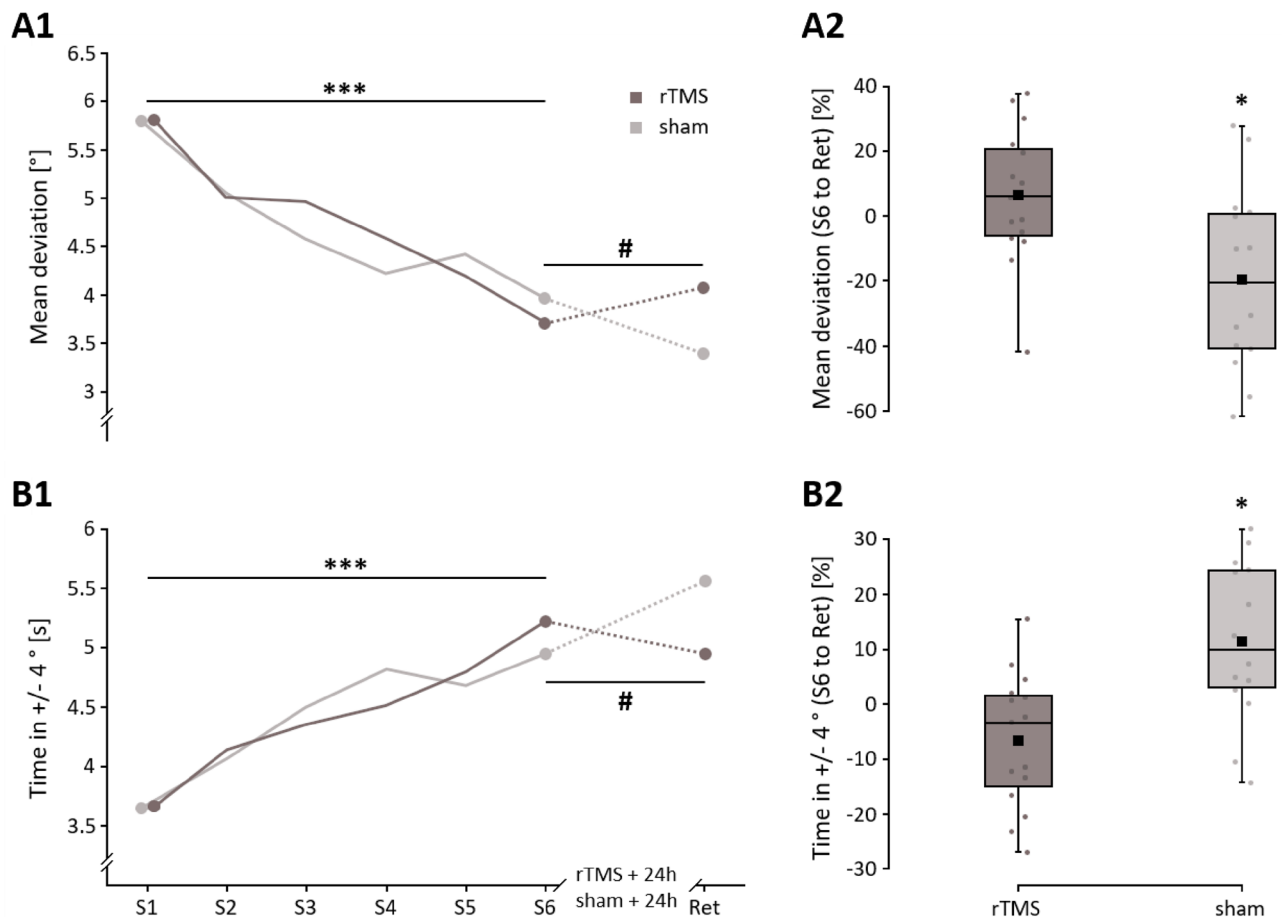 A1
6.5
6
5.5
5
4.5
4
3.5
3
Mean deviation [°]
***
rTMS
sham
#
A2
40
20
0
-20
-40
-60
Mean deviation (S6 to Ret) [%]
*
B1
6
5.5
5
4.5
4
3.5
Time in +/- 4 ° [s]
***
#
S1 S2 S3 S4 S5 S6
rTMS + 24h
sham + 24h
Ret
B2
30
20
10
0
-10
-20
-30
Time in +/- 4 ° (S6 to Ret) [%]
*
rTMS sham